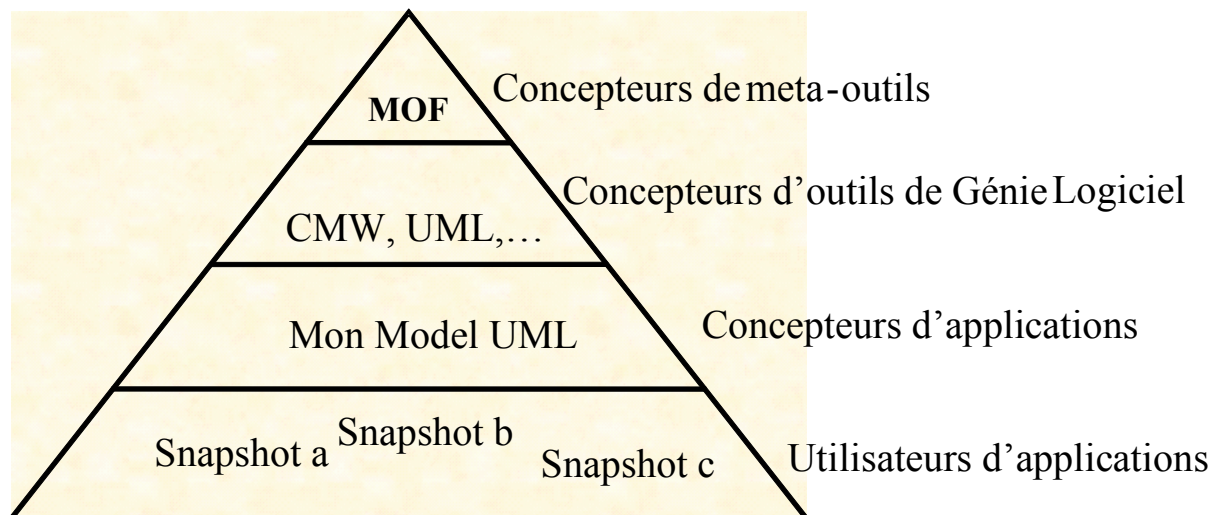 Concepteurs de meta-outils
MOF
Concepteurs d’outils de Génie Logiciel
CMW, UML,…
Mon Model UML
Concepteurs d’applications
Snapshot a
Snapshot b
Snapshot c
Utilisateurs d’applications